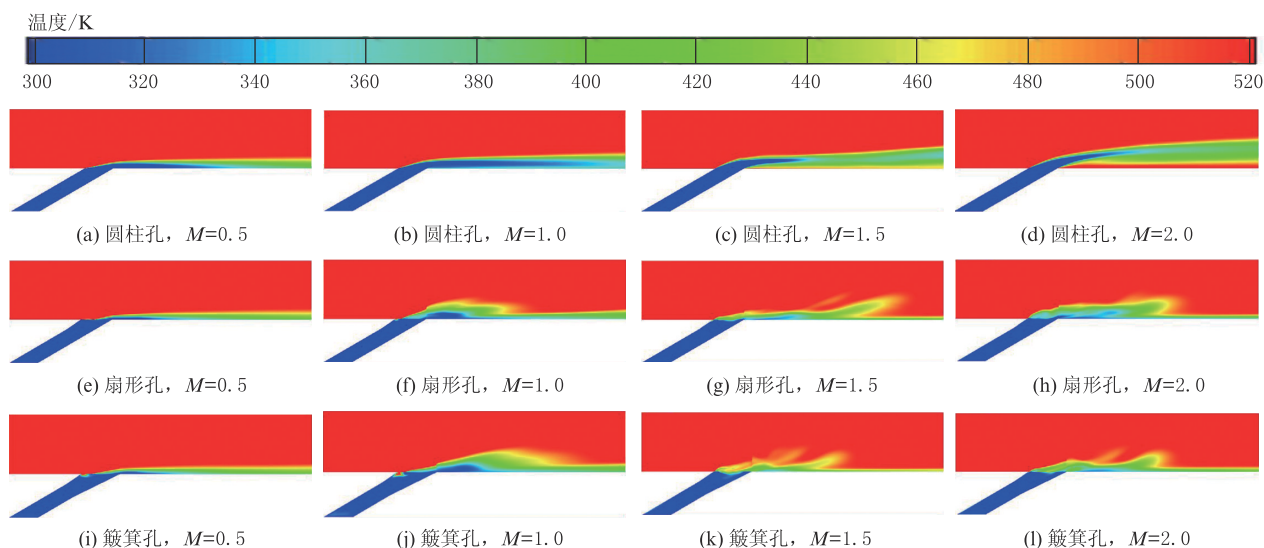 温度/K
300 320 340 360 380 400 420 440 460 480 500 520
(a) 圆柱孔，M=0.5 (b) 圆柱孔，M=1.0 (c) 圆柱孔，M=1.5 (d) 圆柱孔，M=2.0
(e) 扇形孔，M=0.5 (f) 扇形孔，M=1.0 (g) 扇形孔，M=1.5 (h) 扇形孔，M=2.0
(i) 簸箕孔，M=0.5 (j) 簸箕孔，M=1.0 (k) 簸箕孔，M=1.5 (l) 簸箕孔，M=2.0